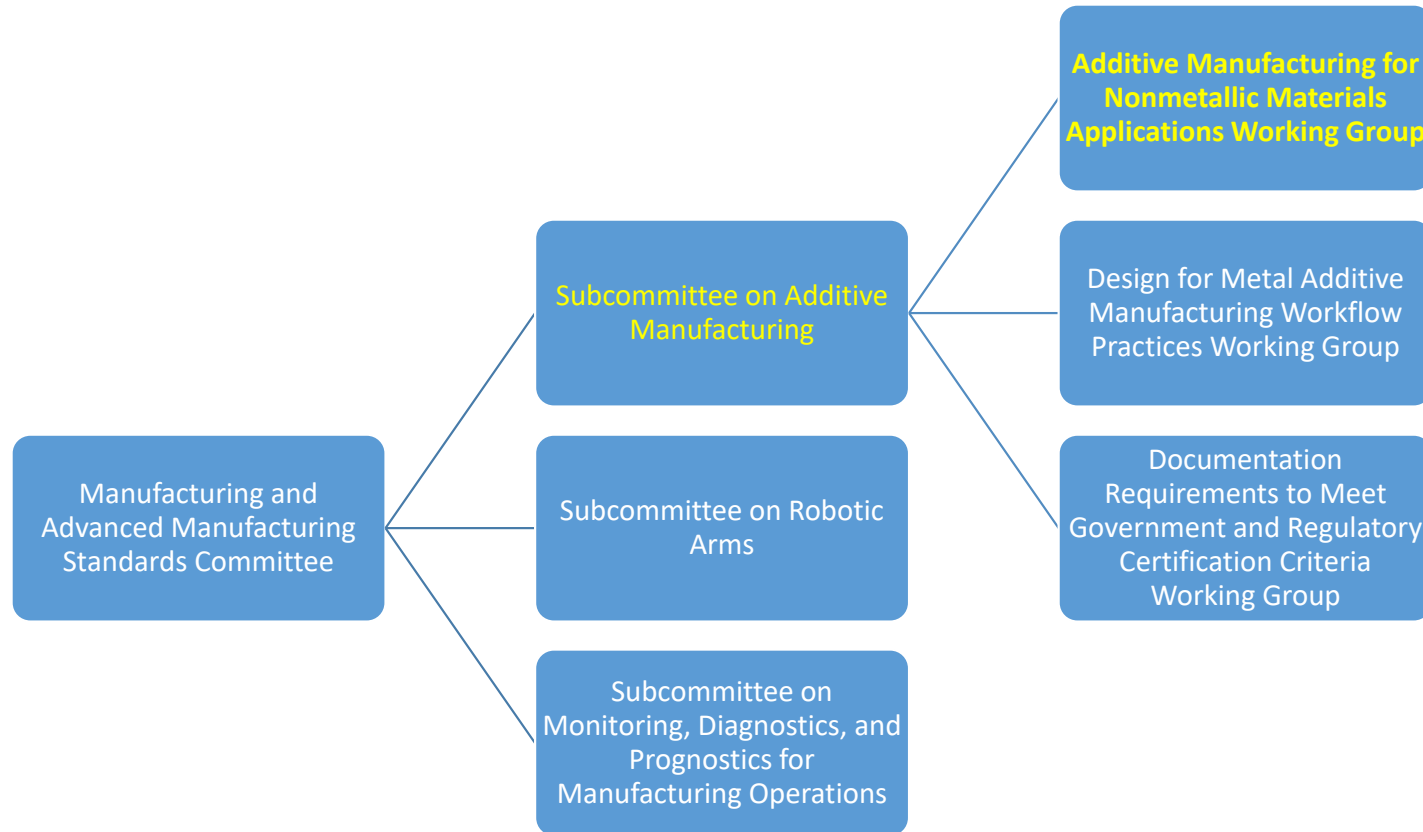 Additive Manufacturing for
Nonmetallic Materials
Applications Working Group
Subcommittee on Additive
Manufacturing
Design for Metal Additive
Manufacturing Workflow
Practices Working Group
Manufacturing and
Advanced Manufacturing
Standards Committee
Subcommittee on Robotic
Arms
Documentation
Requirements to Meet
Government and Regulatory
Certification Criteria
Working Group
Subcommittee on
Monitoring, Diagnostics, and
Prognostics for
Manufacturing Operations